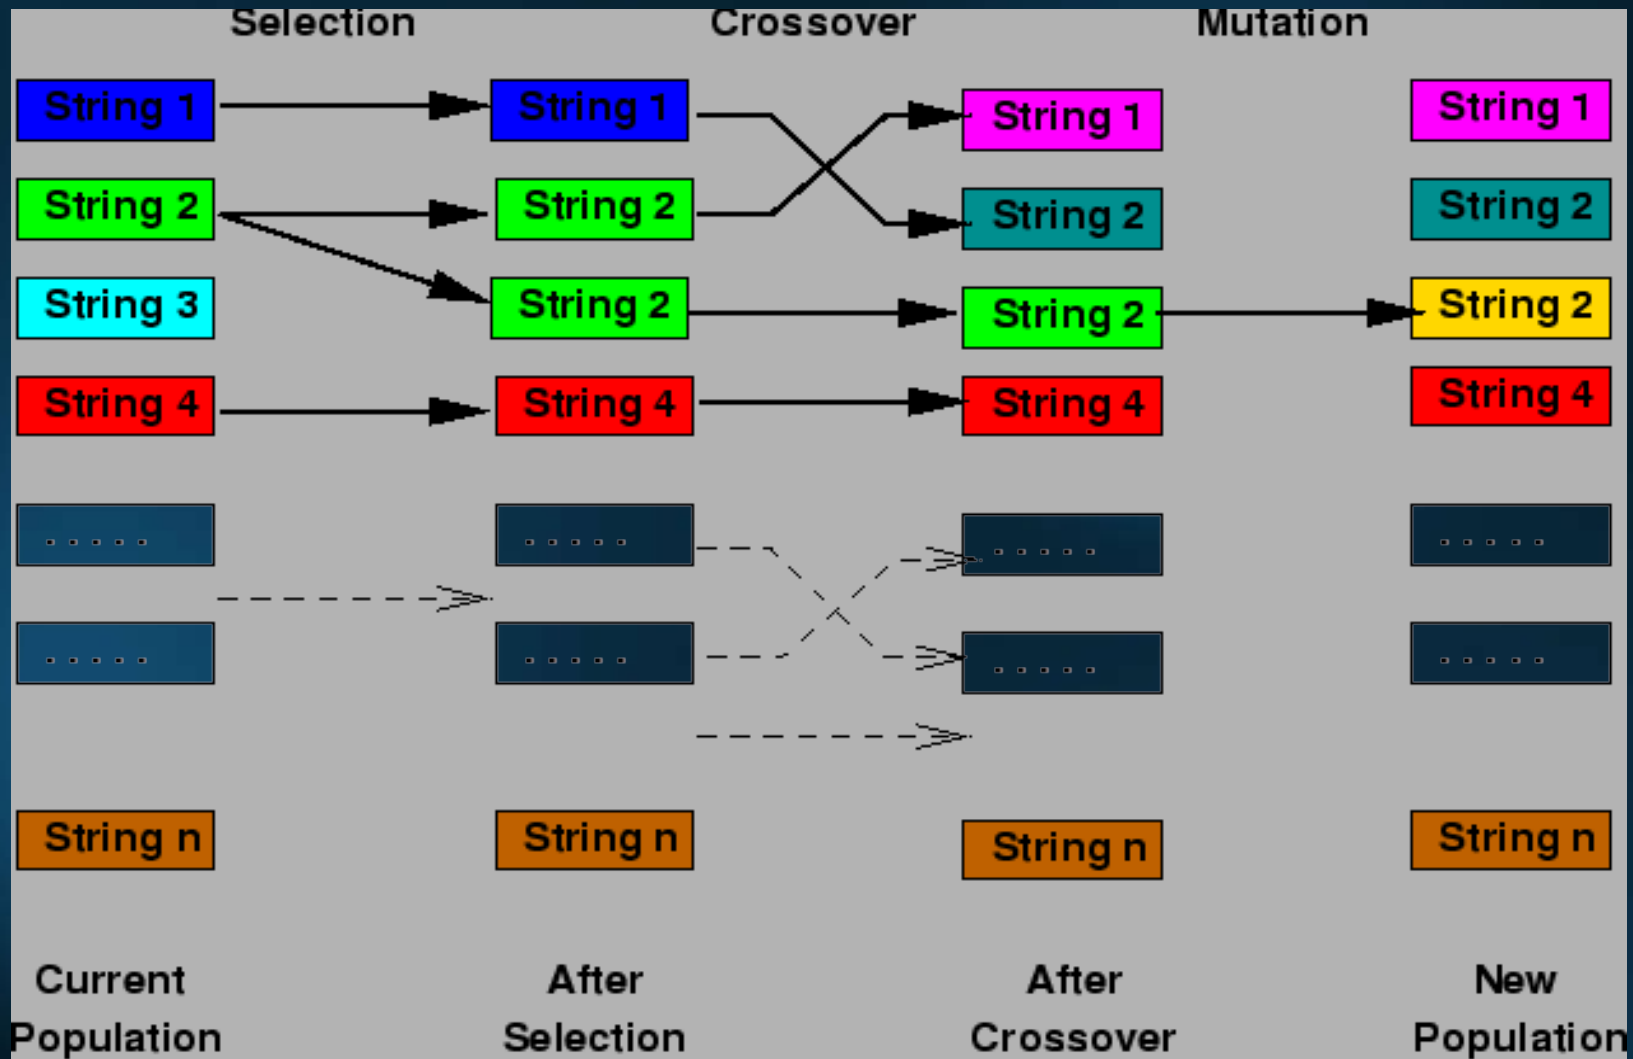 Selection Crossover Mutation
String 1 String 1 String 1 String 1
String 2 String 2 String 2 String 2
String 3 String 2 String 2 String 2
String 4 String 4 String 4 String 4
..... ..... ..... .....
..... ..... ..... .....
String n String n String n String n
Current After After New
Population Selection Crossover Population